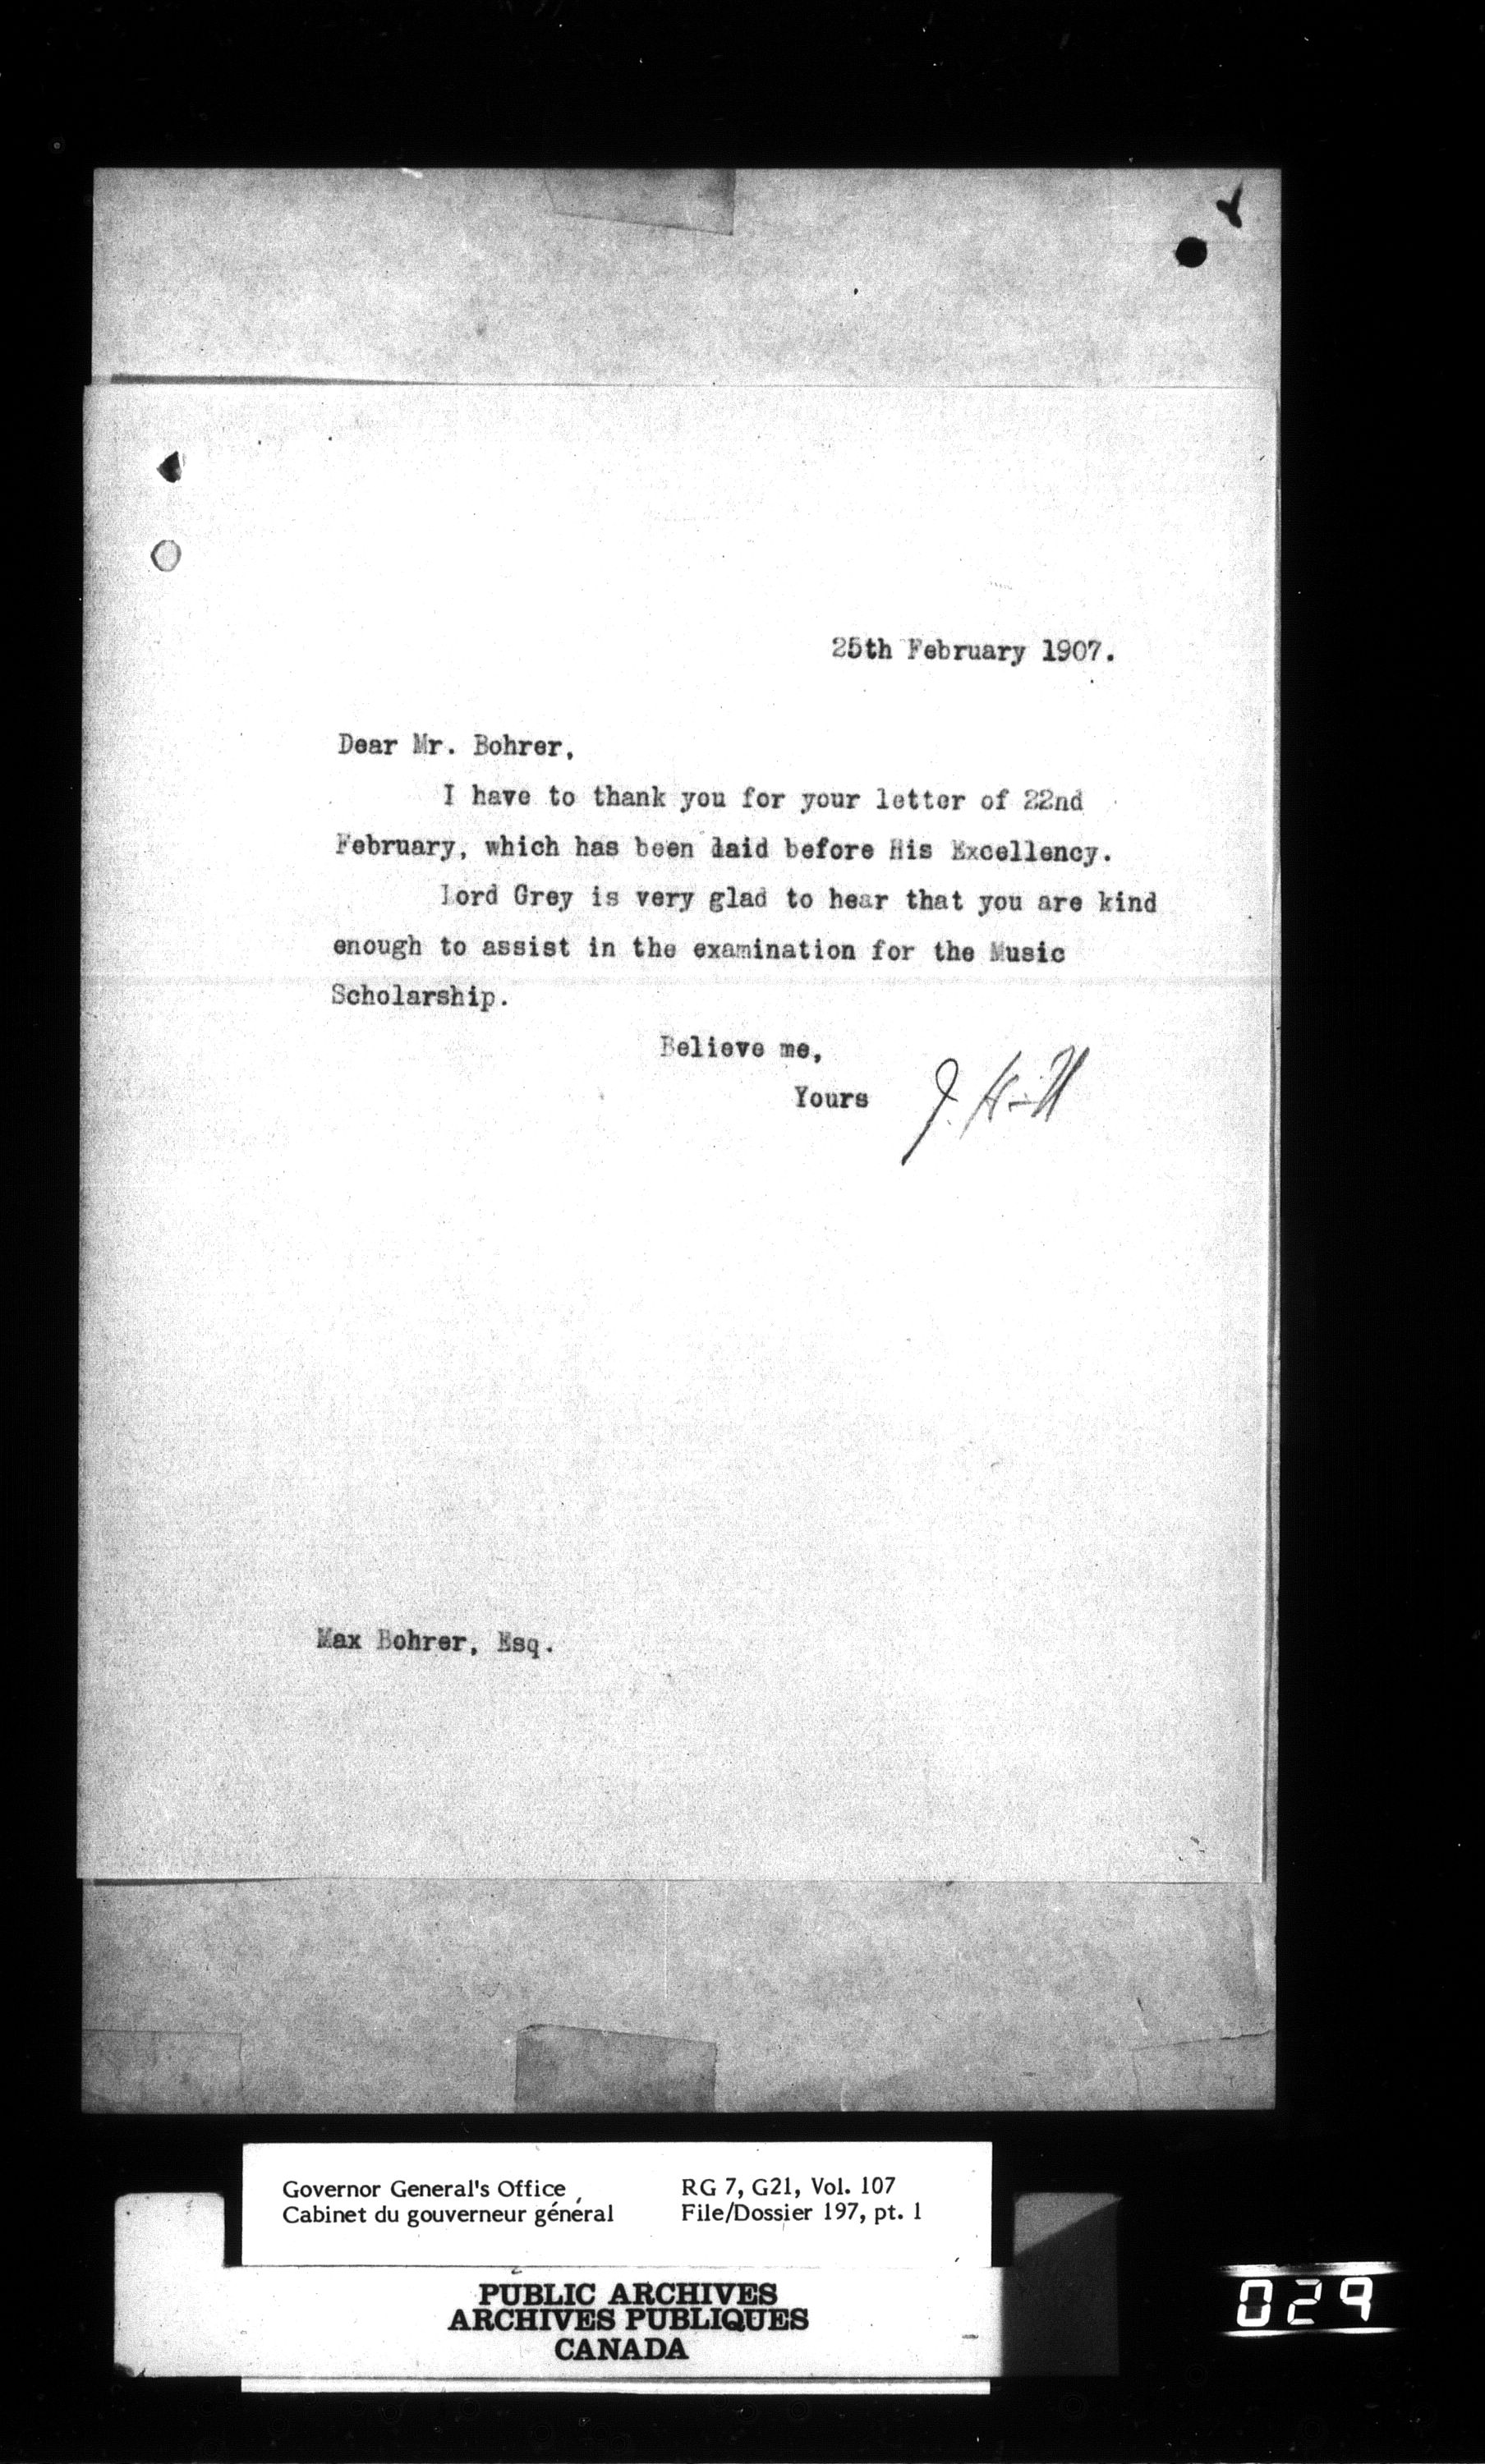 25th February 1907.
Dear Mr. Bohrer,
I have to thank you for your letter of 22nd
February, which has been laid before His Excellency.
Lord Grey is very glad to hear that you are kind
enough to assist in the examination for the Music
Scholarship.
Believe me,
Yours
Max Bohrer, Esq.
Governor General's Office
Cabinet du gouverneur général
RG 7, G21, Vol. 107
File/Dossier 197, pt. 1
PUBLIC ARCHIVES
ARCHIVES PUBLIQUES
CANADA
029